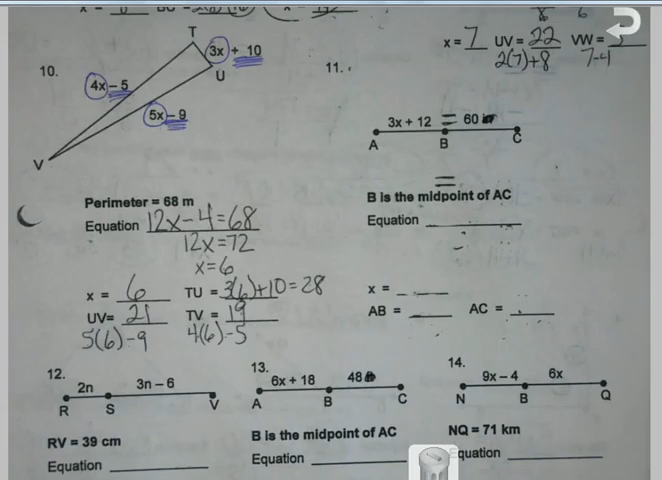 x = 7 UV = 22 VW =
2(7)+8 7-4
10.
T
3x + 10
U
4x - 5
5x - 9
V
11.
3x + 12 = 60
A B C
Perimeter = 68 m
Equation 12x - 4 = 68
12x = 72
x = 6
=
B is the midpoint of AC
Equation
x = 6 TU = 3(6)+10 = 28
UV= 21 TV = 19
5(6)-9 4(6)-5
x =
AB = AC =
12.
2n 3n – 6
R S V
RV = 39 cm
Equation
13.
6x + 18 48
A B C
B is the midpoint of AC
Equation
14.
9x – 4 6x
N B Q
NQ = 71 km
Equation